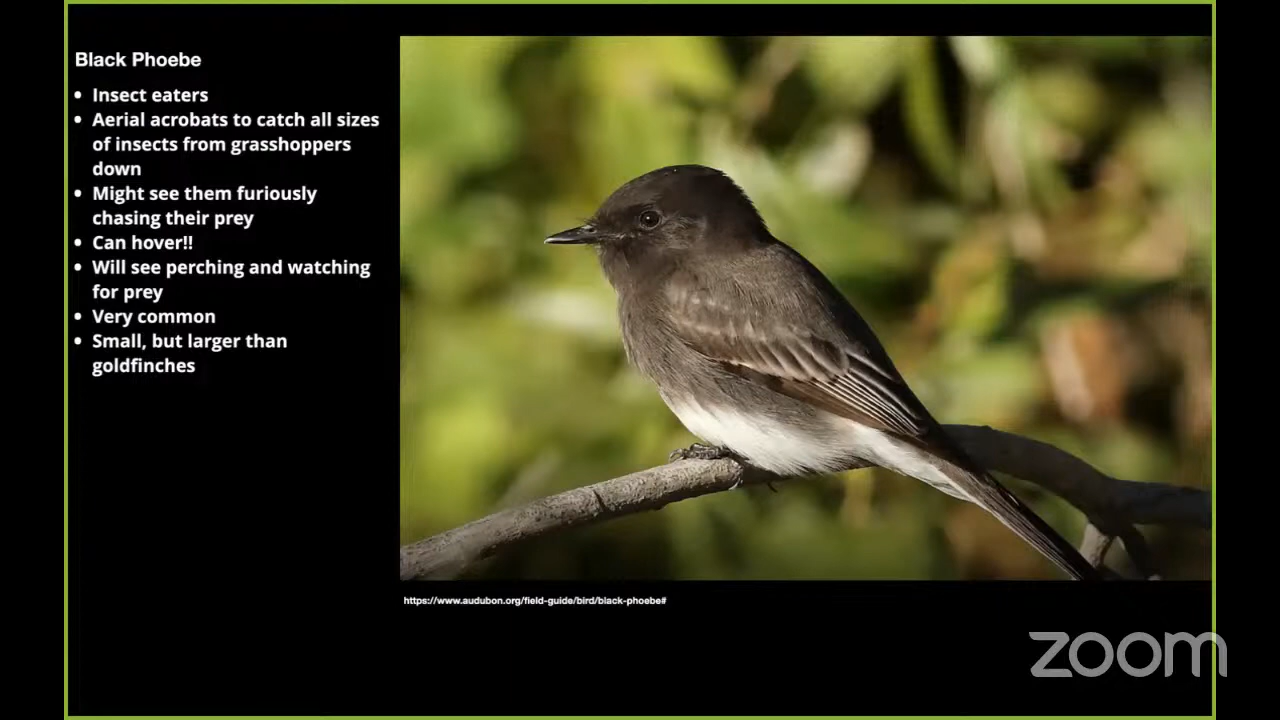 Black Phoebe
• Insect eaters
• Aerial acrobats to catch all sizes
of insects from grasshoppers
down
• Might see them furiously
chasing their prey
• Can hover!!
• Will see perching and watching
for prey
• Very common
• Small, but larger than
goldfinches
https://www.audubon.org/field-guide/bird/black-phoebe#
zoom